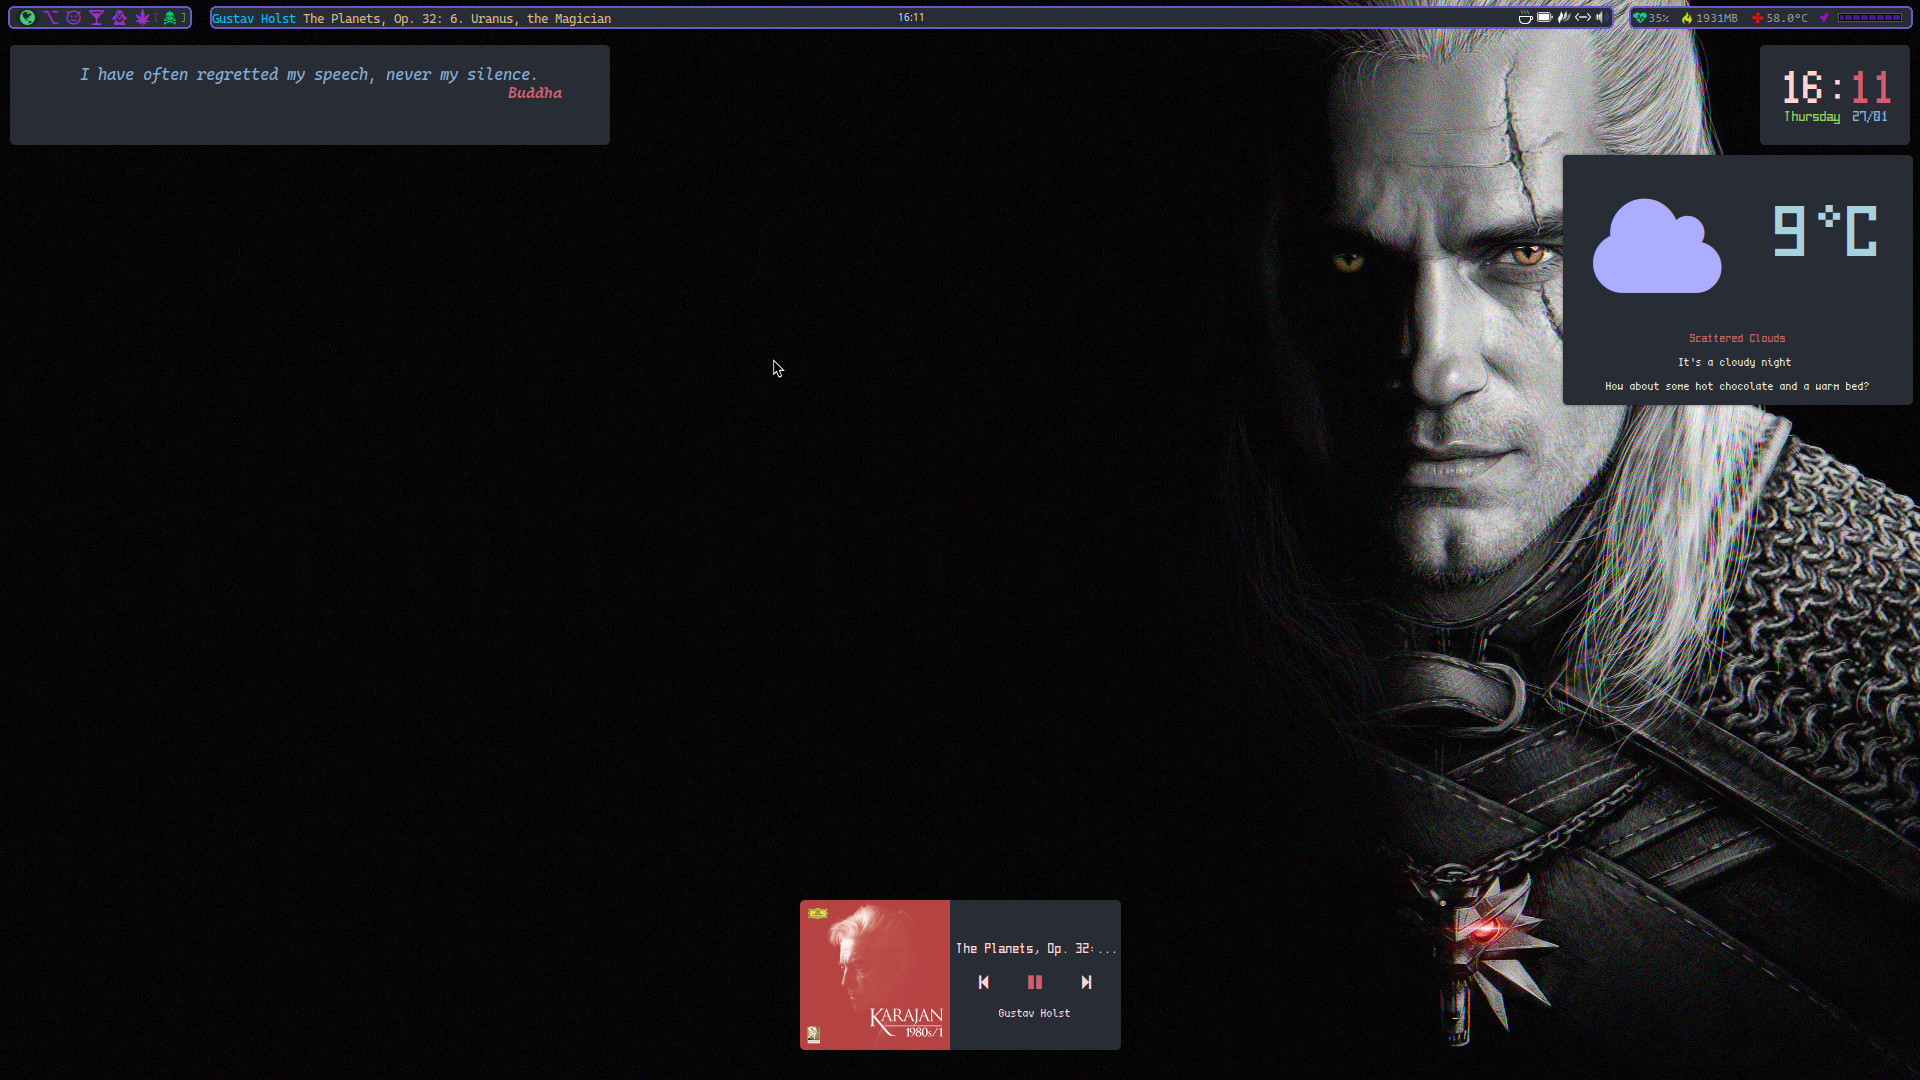 Gustav Holst The Planets, Op. 32: 6. Uranus, the Magician
16:11
35%
1931MB
58.0°C
I have often regretted my speech, never my silence.
Buddha
16:11
Thursday 27/01
9°C
Scattered Clouds
It's a cloudy night
How about some hot chocolate and a warm bed?
The Planets, Op. 32:...
Gustav Holst
KARAJAN
1980s/1